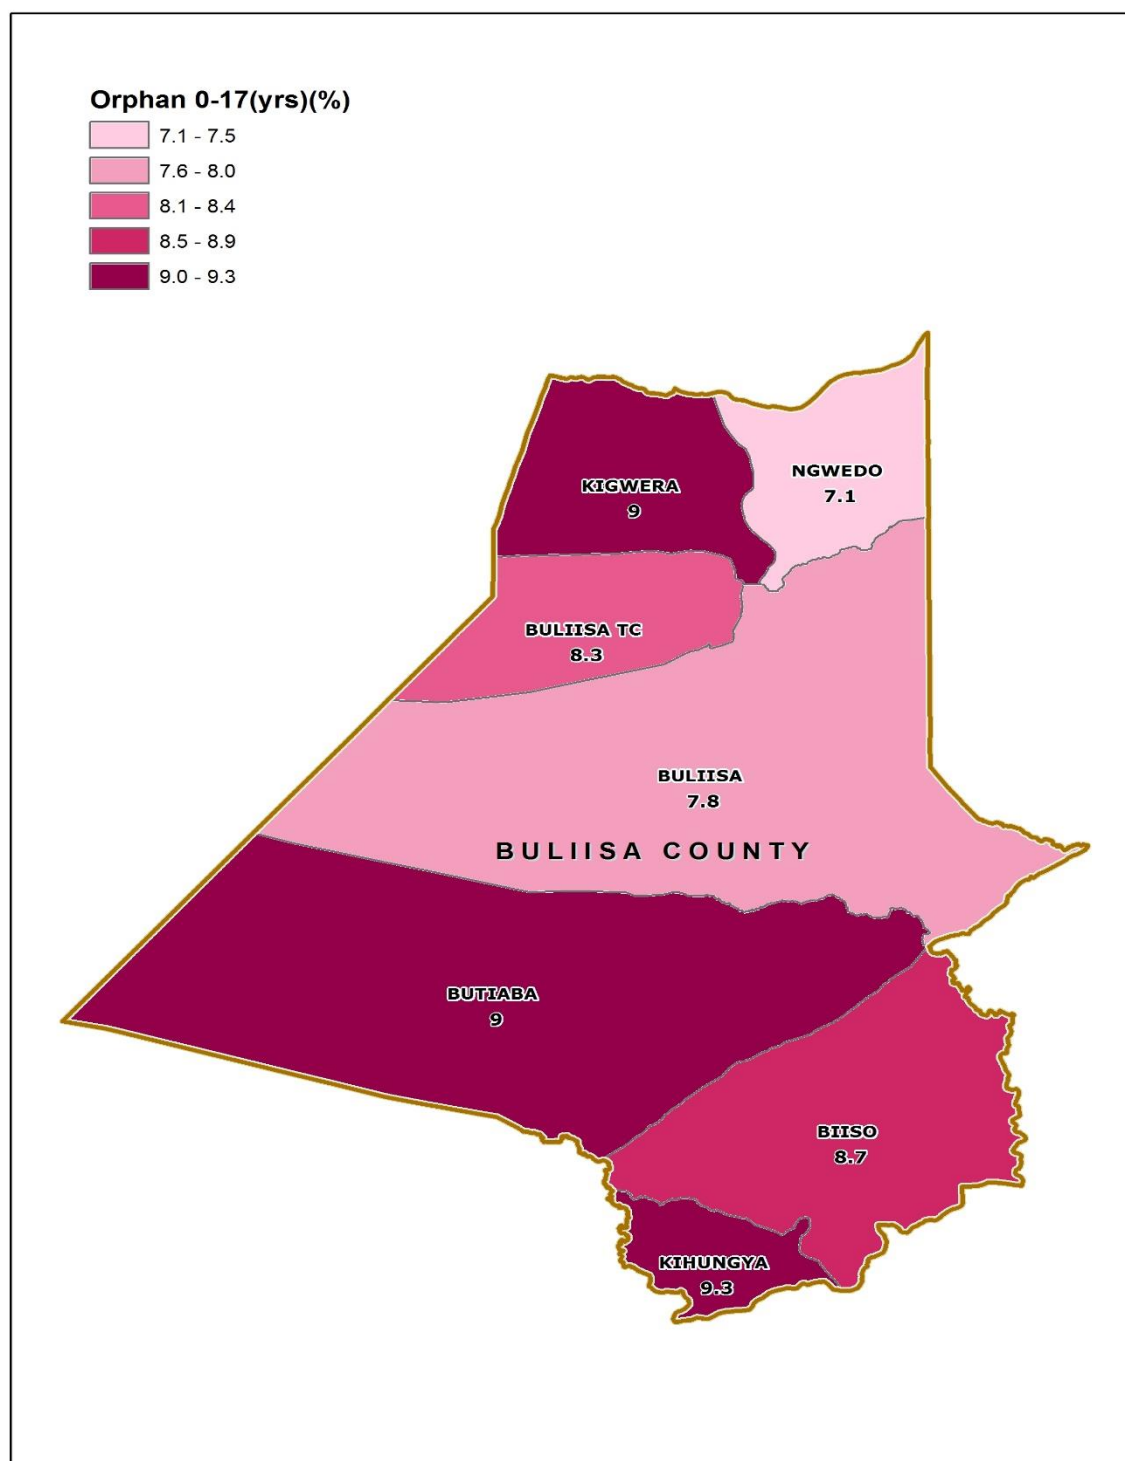 Orphan 0-17(yrs)(%)
7.1 - 7.5
7.6 - 8.0
8.1 - 8.4
8.5 - 8.9
9.0 - 9.3
NGWEDO
7.1
KIGWERA
9
BULIISA TC
8.3
BULIISA
7.8
BULIISA COUNTY
BUTIABA
9
BIISO
8.7
KIHUNGYA
9.3